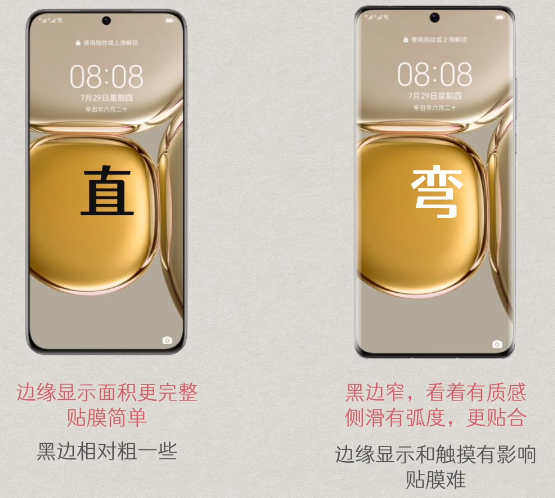 使用指纹或上滑解锁
08:08
7月29日星期四
辛丑年六月二十
直
边缘显示面积更完整
贴膜简单
黑边相对粗一些
使用指纹或上滑解锁
08:08
7月29日星期四
辛丑年六月二十
弯
黑边窄，看着有质感
侧滑有弧度，更贴合
边缘显示和触摸有影响
贴膜难